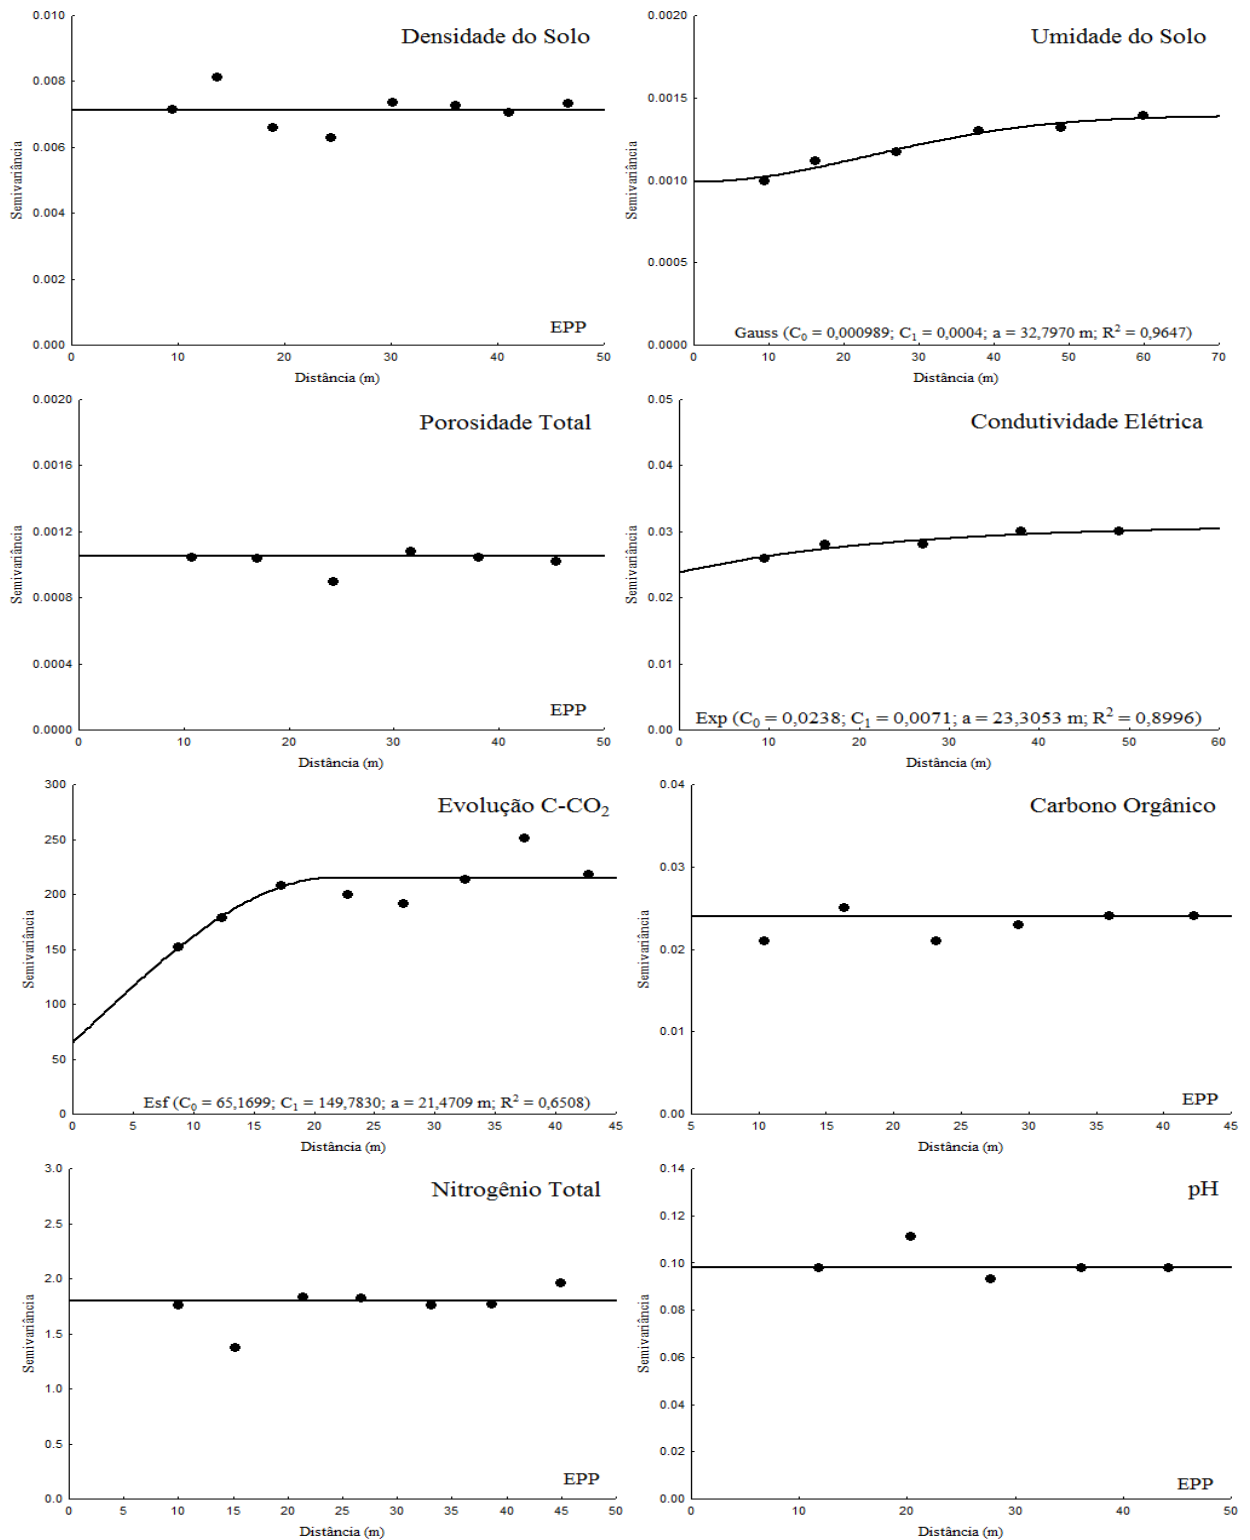 Densidade do Solo
Semivariância
0.010
0.008
0.006
0.004
0.002
0.000
EPP
0 10 20 30 40 50
Distância (m)
Umidade do Solo
Semivariância
0.0020
0.0015
0.0010
0.0005
0.0000
Gauss (C₀ = 0,000989; C₁ = 0,0004; a = 32,7970 m; R² = 0,9647)
0 10 20 30 40 50 60 70
Distância (m)
Porosidade Total
Semivariância
0.0020
0.0016
0.0012
0.0008
0.0004
0.0000
EPP
0 10 20 30 40 50
Distância (m)
Condutividade Elétrica
Semivariância
0.05
0.04
0.03
0.02
0.01
0.00
Exp (C₀ = 0,0238; C₁ = 0,0071; a = 23,3053 m; R² = 0,8996)
0 10 20 30 40 50 60
Distância (m)
Evolução C-CO₂
Semivariância
300
250
200
150
100
50
0
Esf (C₀ = 65,1699; C₁ = 149,7830; a = 21,4709 m; R² = 0,6508)
0 5 10 15 20 25 30 35 40 45
Distância (m)
Carbono Orgânico
Semivariância
0.04
0.03
0.02
0.01
0.00
EPP
5 10 15 20 25 30 35 40 45
Distância (m)
Nitrogênio Total
Semivariância
3.0
2.5
2.0
1.5
1.0
0.5
0.0
EPP
0 5 10 15 20 25 30 35 40 45 50
Distância (m)
pH
Semivariância
0.14
0.12
0.10
0.08
0.06
0.04
0.02
0.00
EPP
0 10 20 30 40 50
Distância (m)